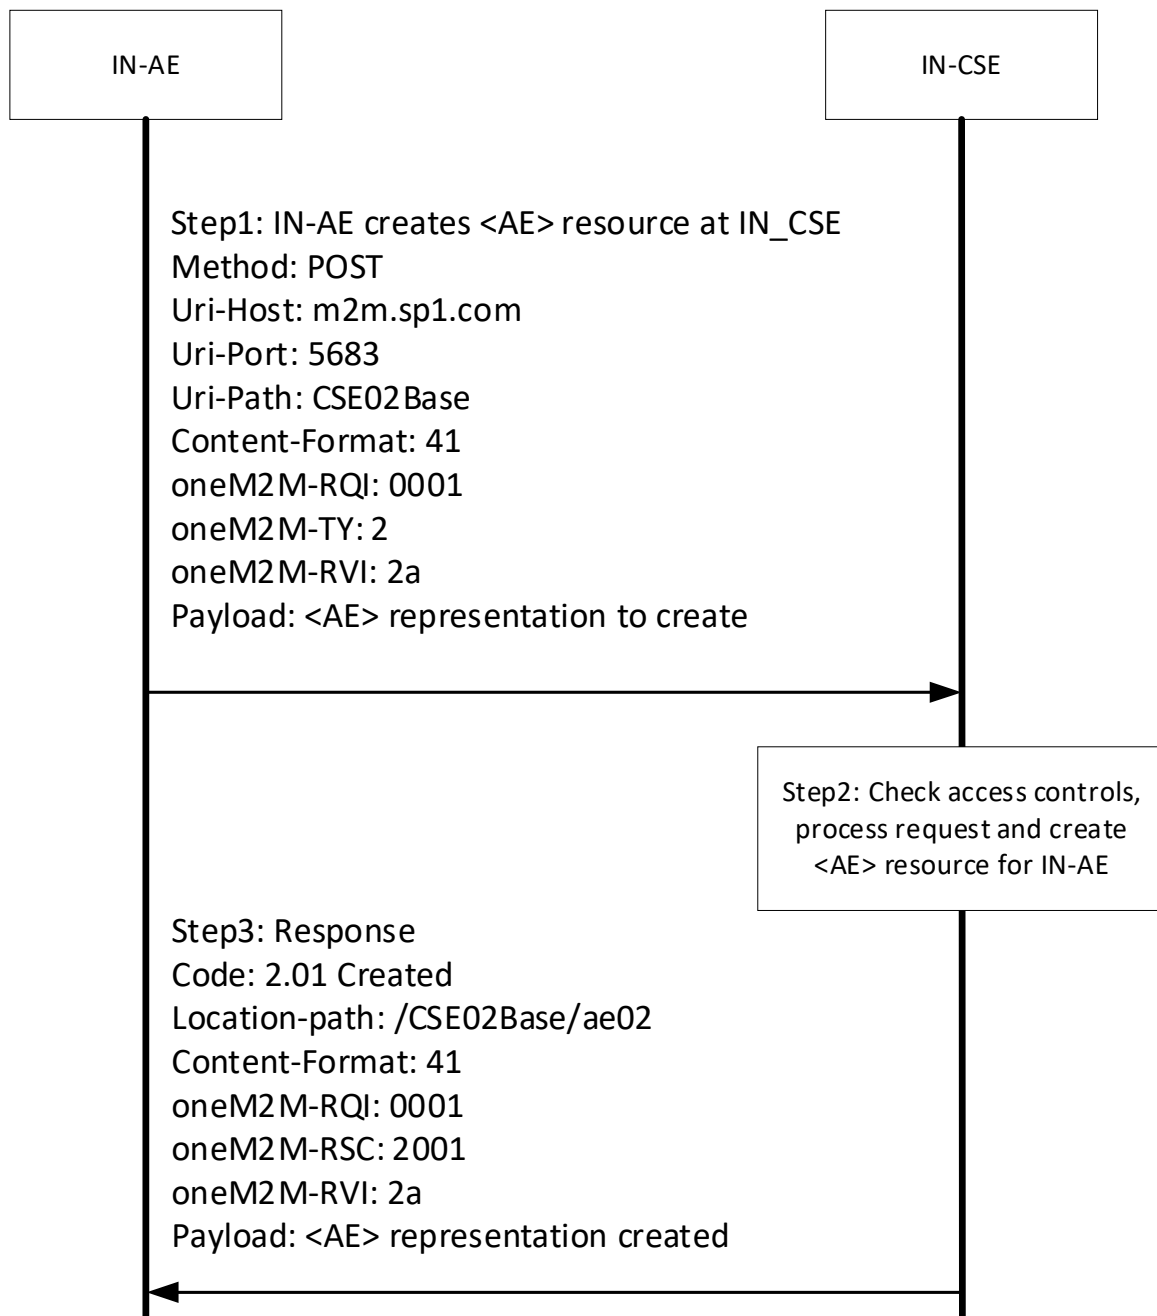 IN-AE
IN-CSE
Step1: IN-AE creates <AE> resource at IN_CSE
Method: POST
Uri-Host: m2m.sp1.com
Uri-Port: 5683
Uri-Path: CSE02Base
Content-Format: 41
oneM2M-RQI: 0001
oneM2M-TY: 2
oneM2M-RVI: 2a
Payload: <AE> representation to create
Step2: Check access controls,
process request and create
<AE> resource for IN-AE
Step3: Response
Code: 2.01 Created
Location-path: /CSE02Base/ae02
Content-Format: 41
oneM2M-RQI: 0001
oneM2M-RSC: 2001
oneM2M-RVI: 2a
Payload: <AE> representation created